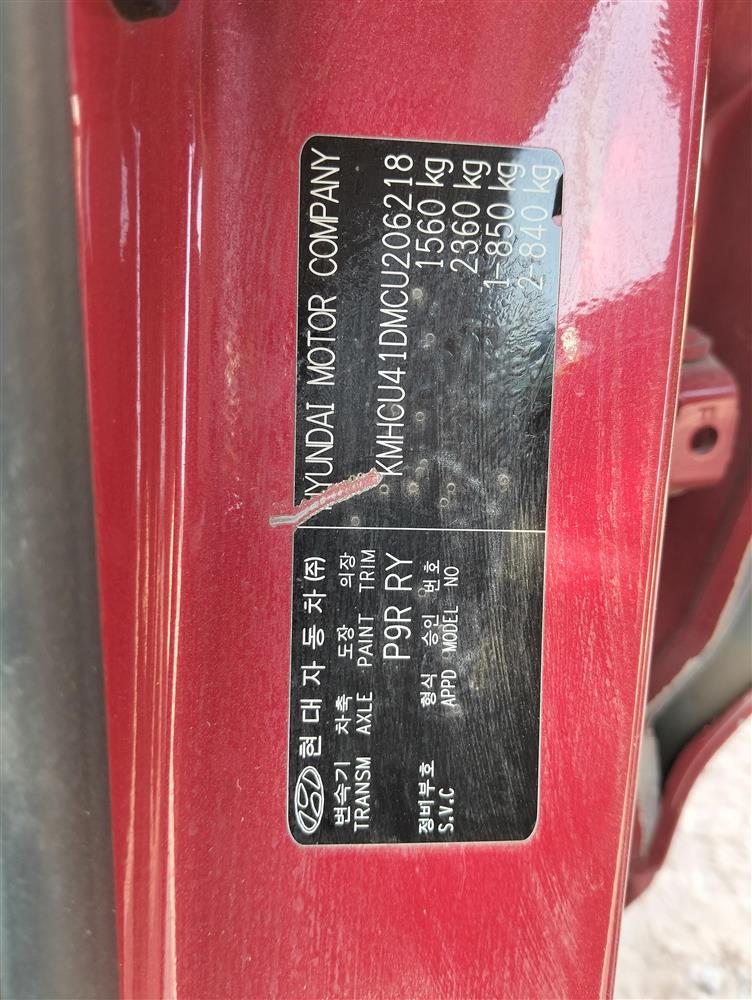 현대자동차(주) HYUNDAI MOTOR COMPANY
변속기 차축 도장 의장
TRANSM AXLE PAINT TRIM
P9R RY
KMHCU41DMCU206218
1560 kg
2360 kg
1-850 kg
2-840 kg
정비부호 형식 승인 번호
S.V.C APPD MODEL NO